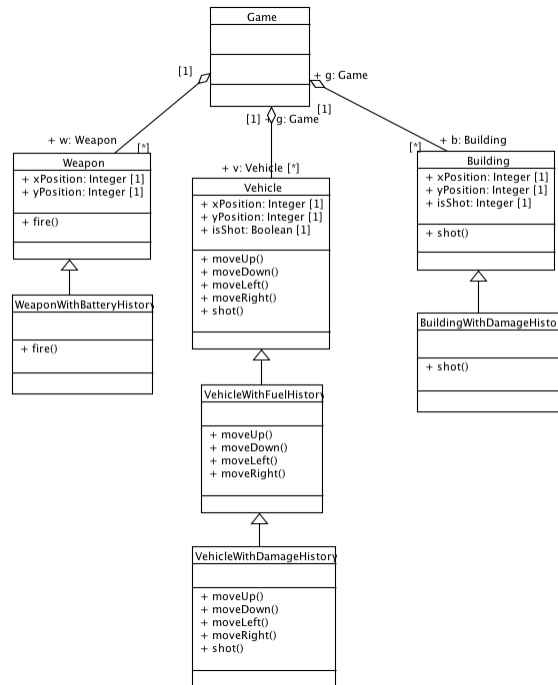 Game
[1]
+ g: Game
[1]
[1] + g: Game
+ w: Weapon
[*]
+ v: Vehicle [*]
+ b: Building
[*]
Weapon
+ xPosition: Integer [1]
+ yPosition: Integer [1]
+ fire()
Vehicle
+ xPosition: Integer [1]
+ yPosition: Integer [1]
+ isShot: Boolean [1]
+ moveUp()
+ moveDown()
+ moveLeft()
+ moveRight()
+ shot()
Building
+ xPosition: Integer [1]
+ yPosition: Integer [1]
+ isShot: Integer [1]
+ shot()
WeaponWithBatteryHistory
+ fire()
BuildingWithDamageHisto
+ shot()
VehicleWithFuelHistory
+ moveUp()
+ moveDown()
+ moveLeft()
+ moveRight()
VehicleWithDamageHistory
+ moveUp()
+ moveDown()
+ moveLeft()
+ moveRight()
+ shot()